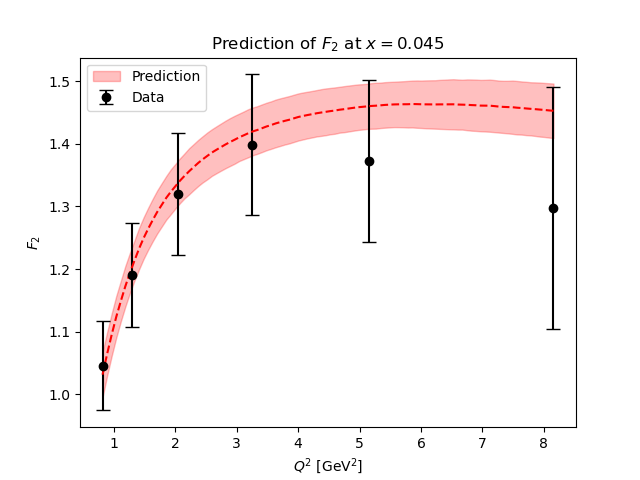 Prediction of F₂ at x = 0.045
Prediction
Data
1.5
1.4
1.3
1.2
1.1
1.0
F₂
1 2 3 4 5 6 7 8
Q² [GeV²]